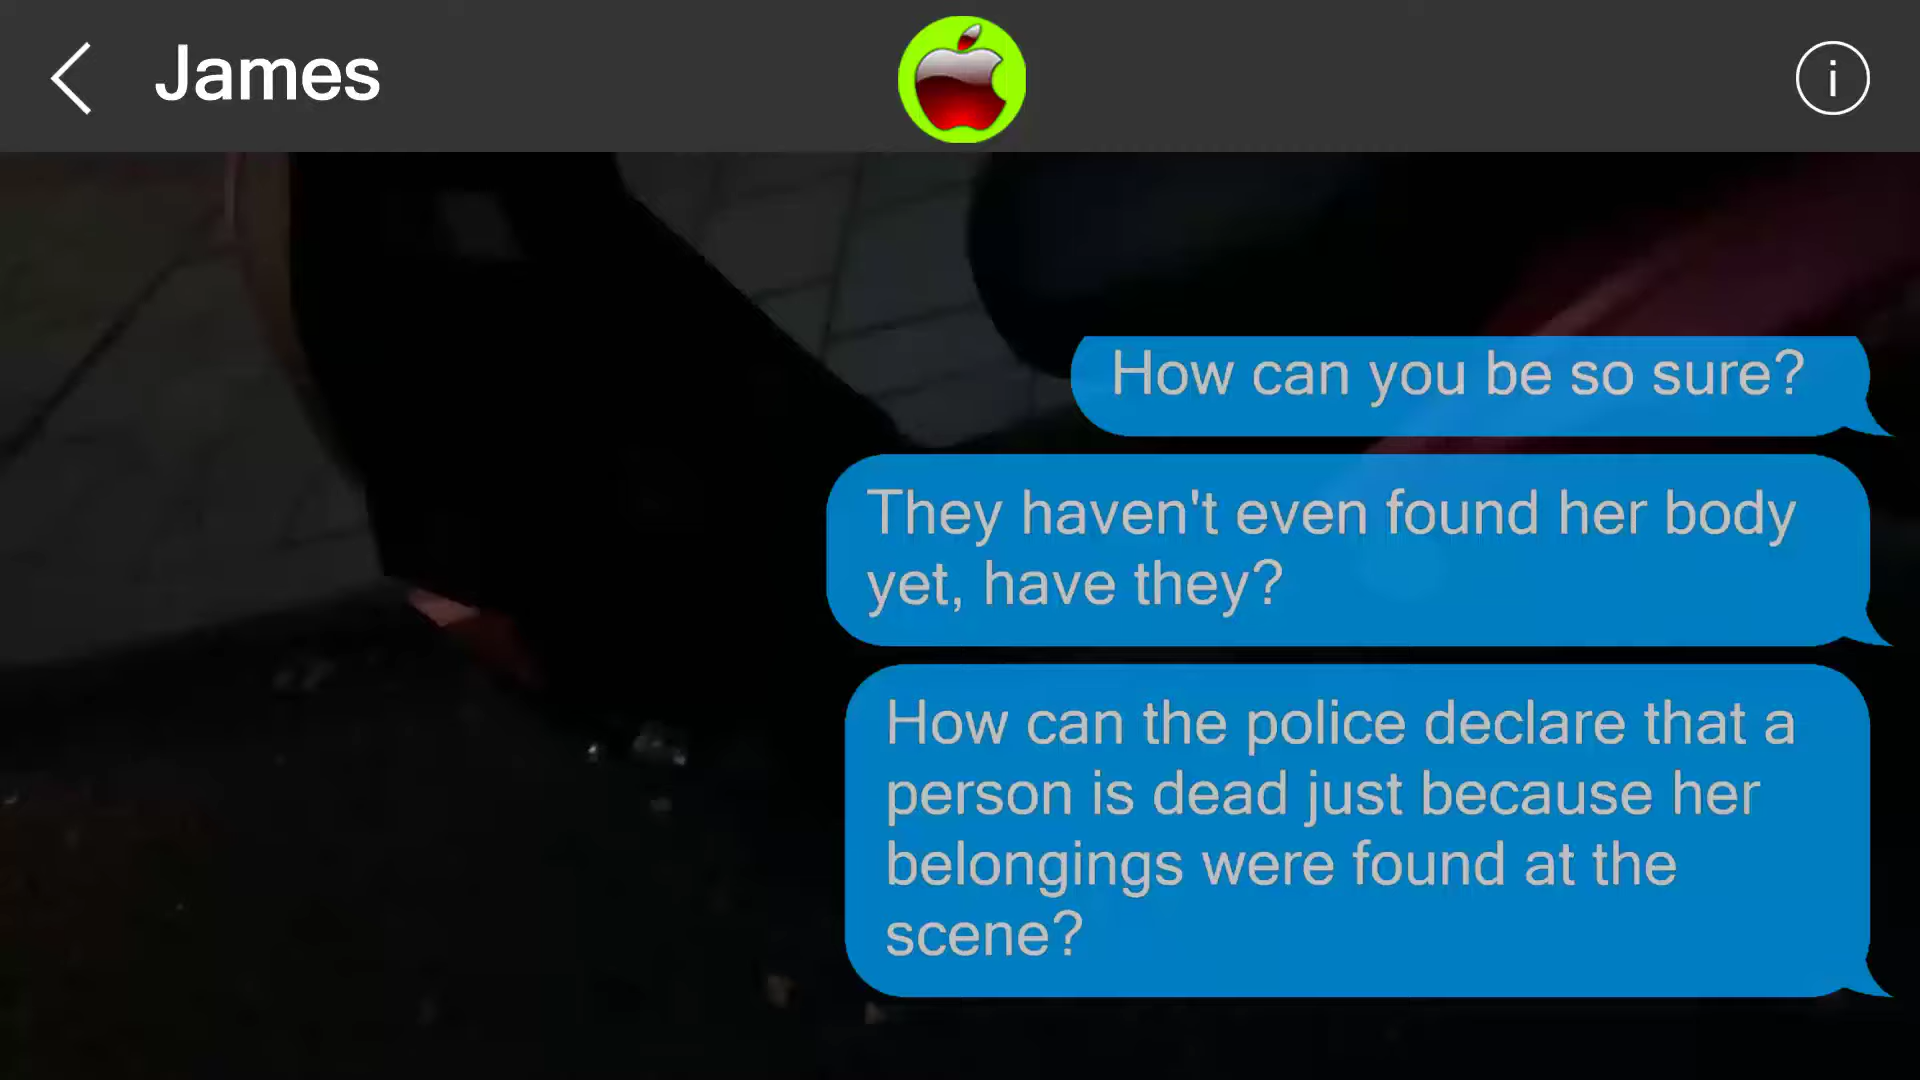 James
i
How can you be so sure?
They haven't even found her body
yet, have they?
How can the police declare that a
person is dead just because her
belongings were found at the
scene?